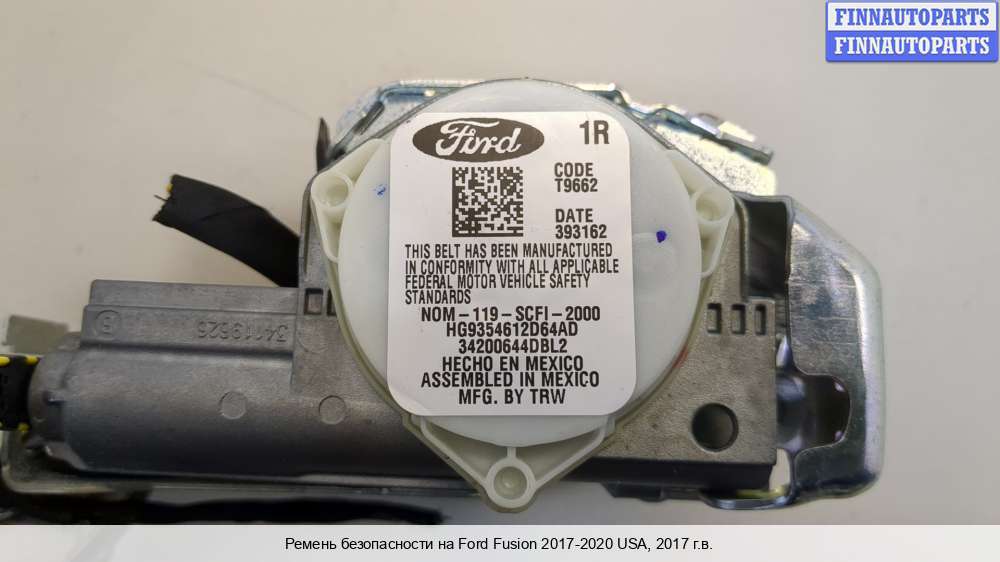 FINNAUTOPARTS
FINNAUTOPARTS
Ford
1R
CODE
T9662
DATE
393162
THIS BELT HAS BEEN MANUFACTURED
IN CONFORMITY WITH ALL APPLICABLE
FEDERAL MOTOR VEHICLE SAFETY
STANDARDS
NOM-119-SCFI-2000
HG9354612D64AD
34200644DBL2
HECHO EN MEXICO
ASSEMBLED IN MEXICO
MFG. BY TRW
Ремень безопасности на Ford Fusion 2017-2020 USA, 2017 г.в.